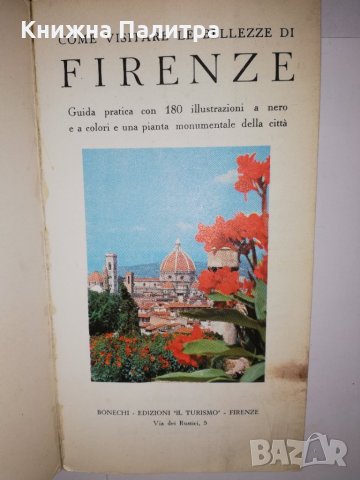 Книжна Палитра
COME VISITARE LE BELLEZZE DI
FIRENZE
Guida pratica con 180 illustrazioni a nero
e a colori e una pianta monumentale della città
BONECHI - EDIZIONI "IL TURISMO" - FIRENZE
Via dei Rustici, 5
BAZAR